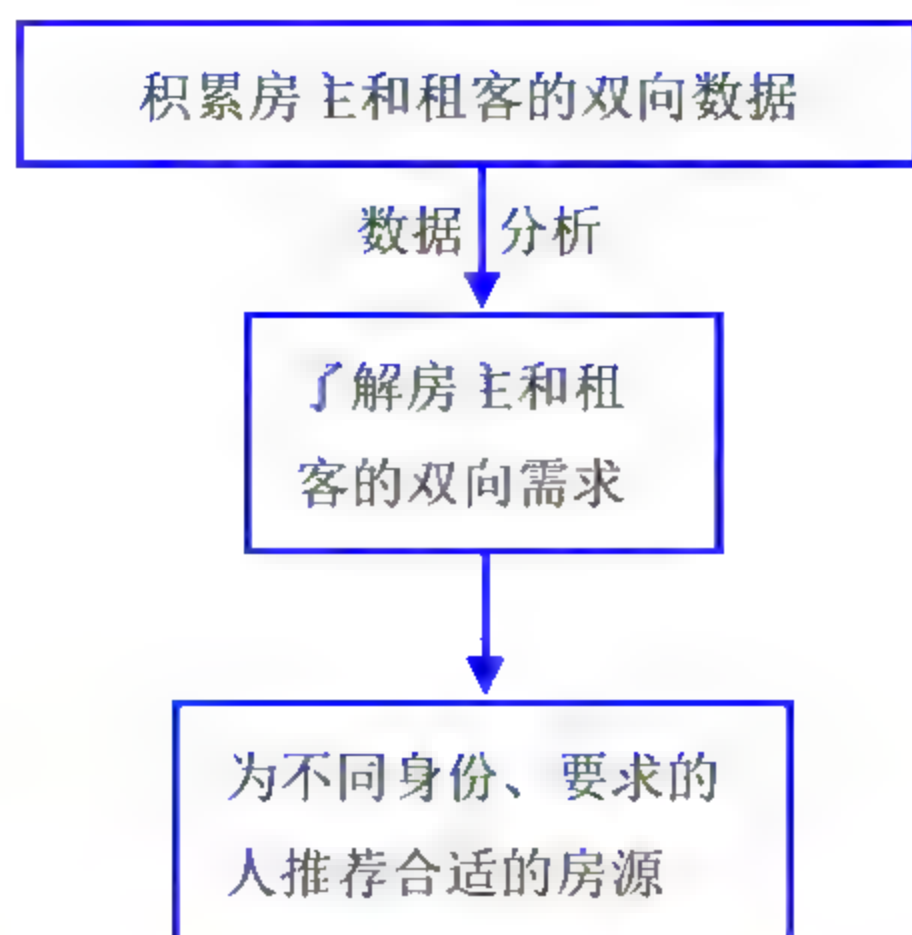 积累房主和租客的双向数据
数据 分析
了解房主和租
客的双向需求
为不同身份、要求的
人推荐合适的房源